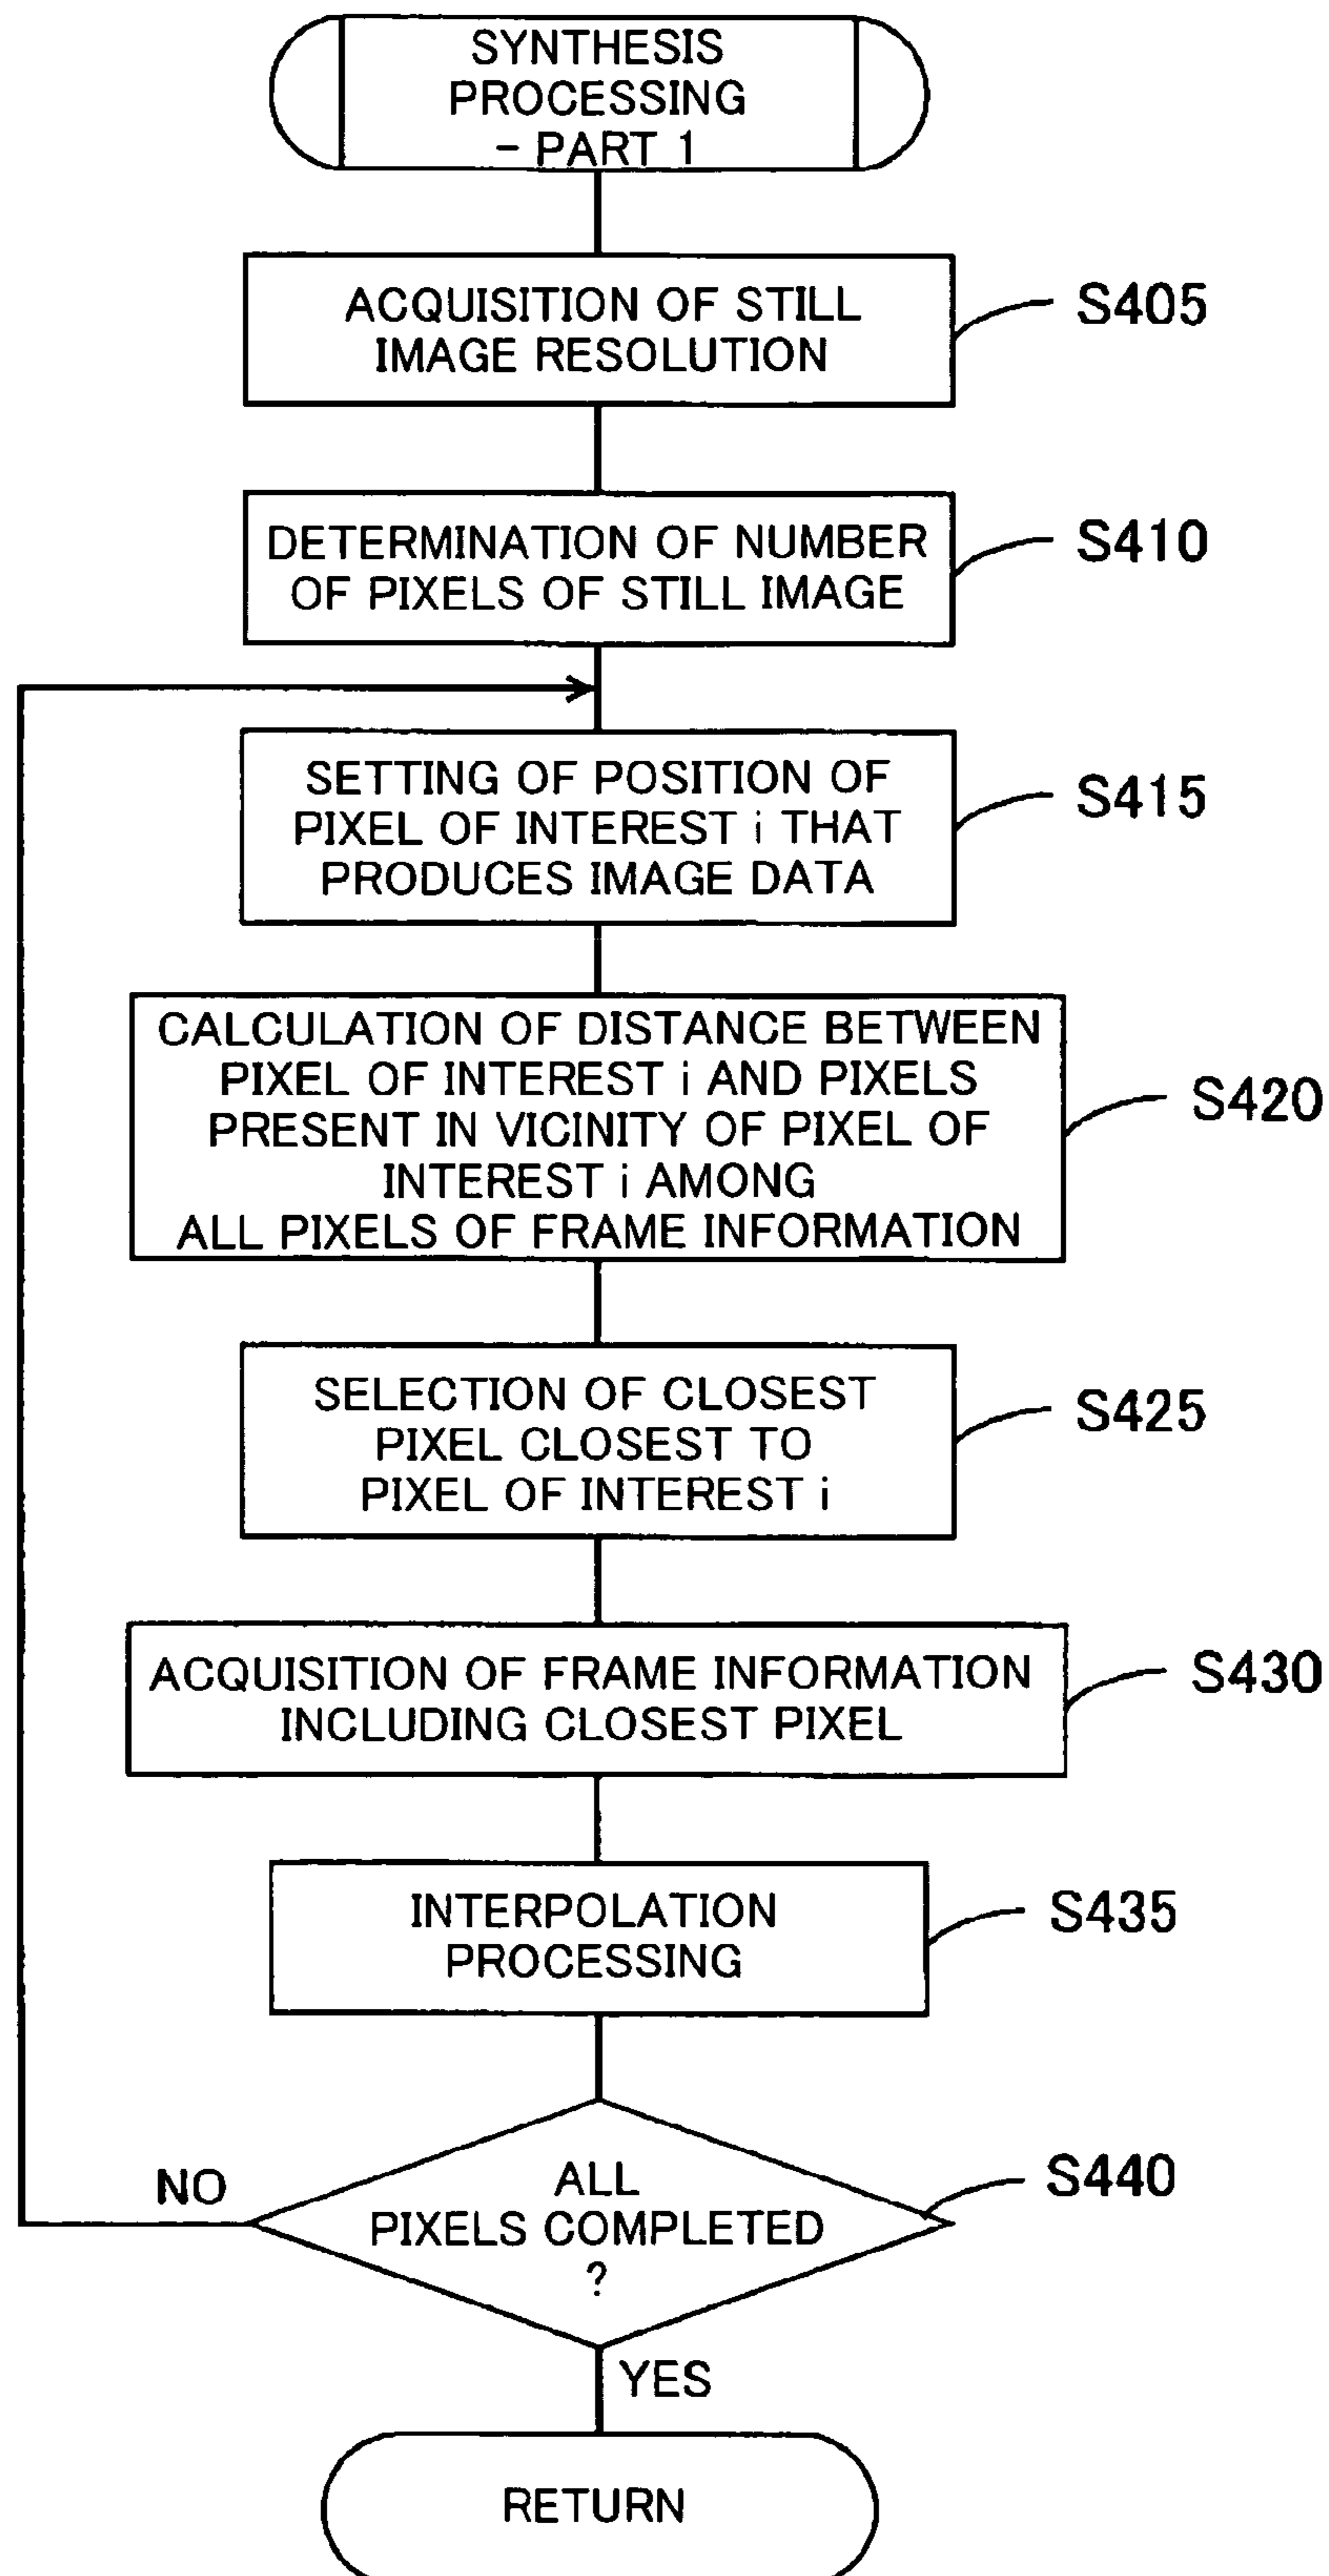 SYNTHESIS
PROCESSING
- PART 1
ACQUISITION OF STILL
IMAGE RESOLUTION
S405
DETERMINATION OF NUMBER
OF PIXELS OF STILL IMAGE
S410
SETTING OF POSITION OF
PIXEL OF INTEREST i THAT
PRODUCES IMAGE DATA
S415
CALCULATION OF DISTANCE BETWEEN
PIXEL OF INTEREST i AND PIXELS
PRESENT IN VICINITY OF PIXEL OF
INTEREST i AMONG
ALL PIXELS OF FRAME INFORMATION
S420
SELECTION OF CLOSEST
PIXEL CLOSEST TO
PIXEL OF INTEREST i
S425
ACQUISITION OF FRAME INFORMATION
INCLUDING CLOSEST PIXEL
S430
INTERPOLATION
PROCESSING
S435
ALL
PIXELS COMPLETED
?
S440
NO
YES
RETURN